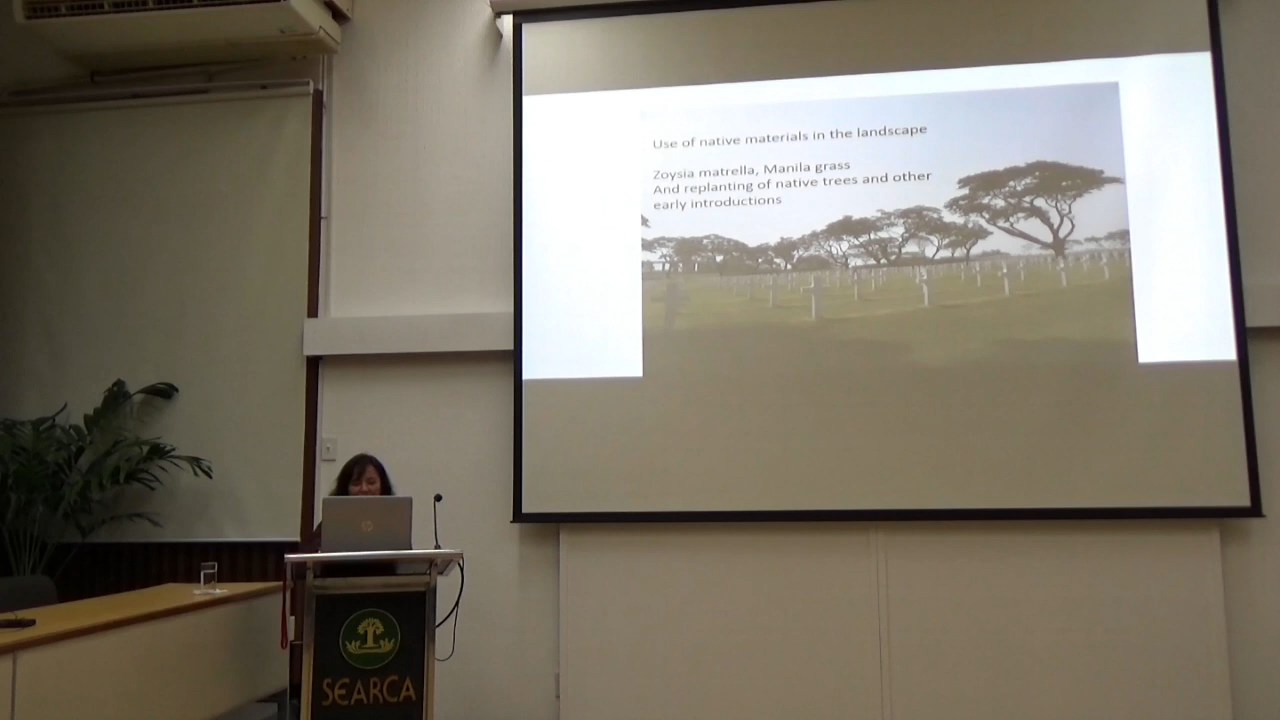 Use of native materials in the landscape
Zoysia matrella, Manila grass
And replanting of native trees and other
early introductions
hp
SEARCA